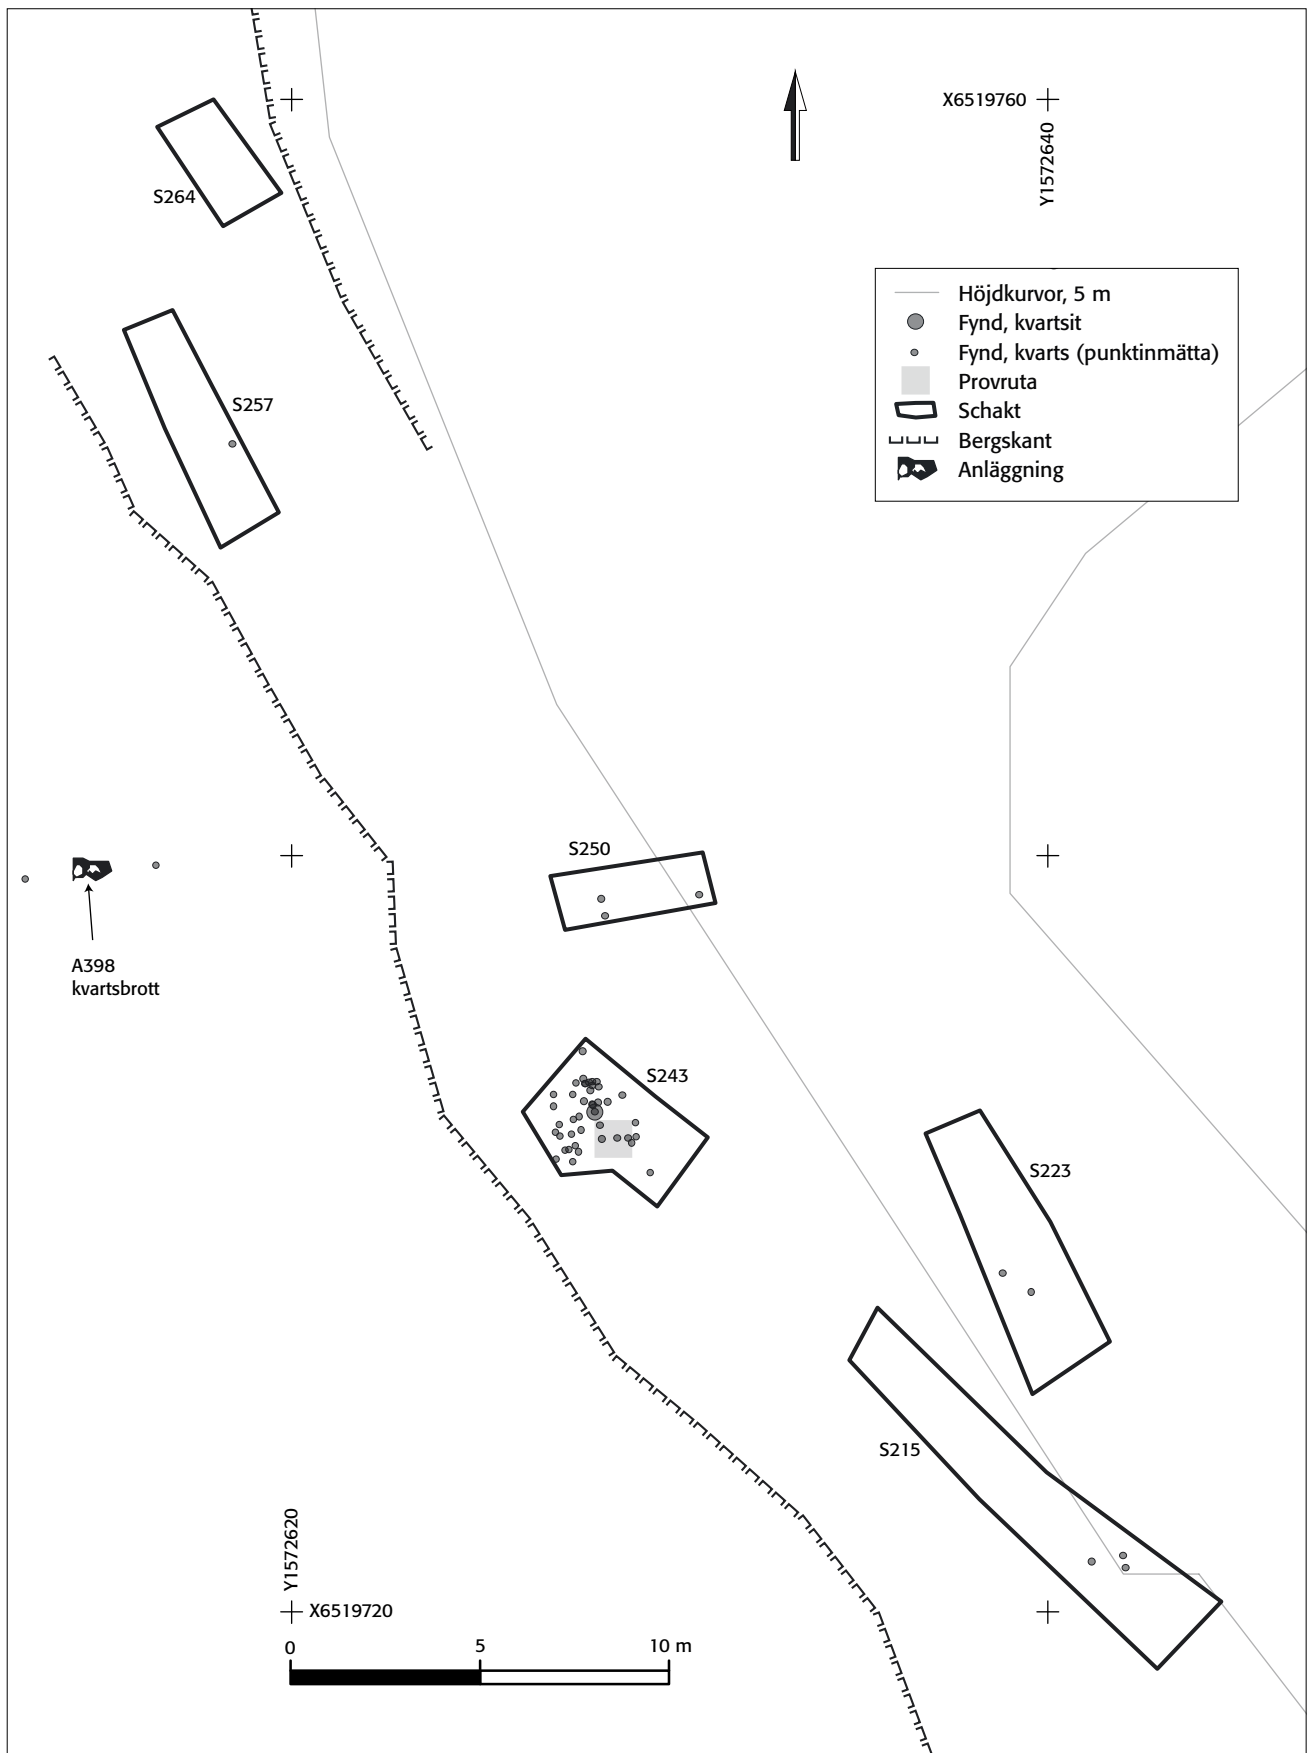 X6519760
Y1572640
S264
Höjdkurvor, 5 m
Fynd, kvartsit
Fynd, kvarts (punktinmätta)
Provruta
Schakt
Bergskant
Anläggning
S257
S250
A398
kvartsbrott
S243
S223
S215
Y1572620
X6519720
0 5 10 m